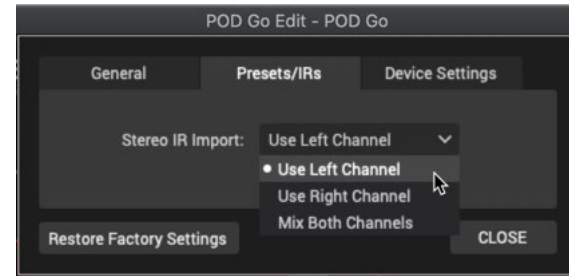 POD Go Edit - POD Go
General Presets/IRs Device Settings
Stereo IR Import: Use Left Channel
Use Left Channel
Use Right Channel
Mix Both Channels
Restore Factory Settings CLOSE